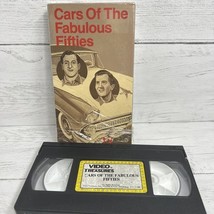 Cars Of The
Fabulous
Fifties
VIDEO
TREASURES
CARS OF THE FABULOUS
FIFTIES